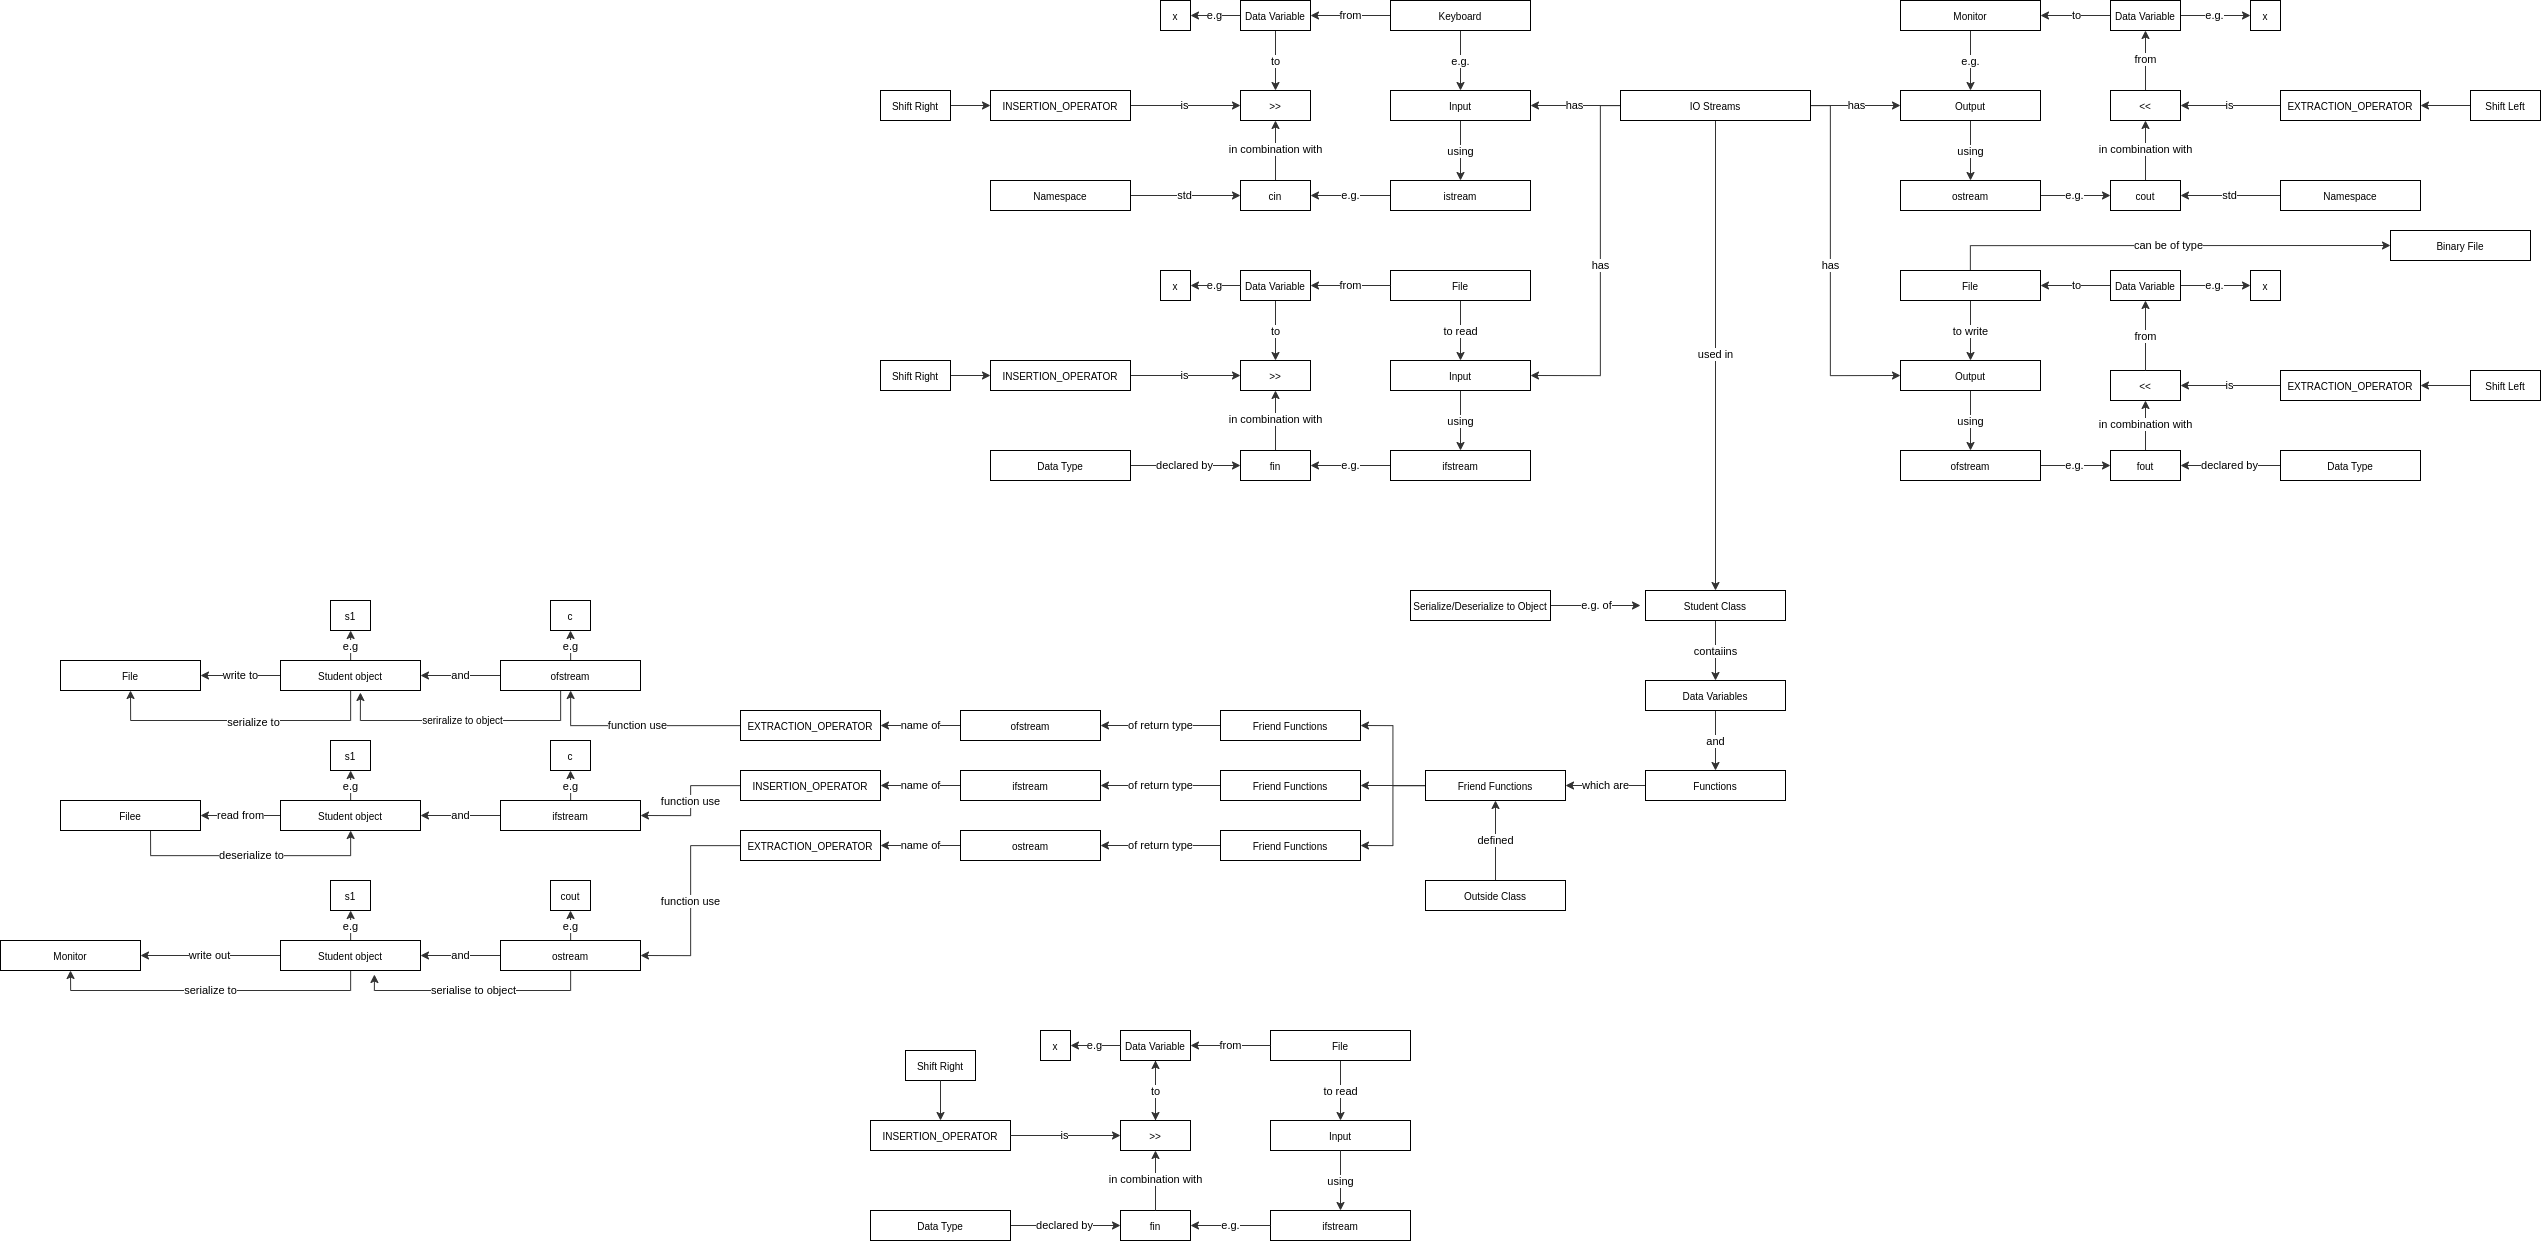 x
e.g
Data Variable
from
Keyboard
Monitor
to
Data Variable
e.g.
x
to
e.g.
e.g.
from
Shift Right
INSERTION_OPERATOR
is
>>
Input
has
IO Streams
has
Output
<<
is
EXTRACTION_OPERATOR
Shift Left
in combination with
using
using
in combination with
Namespace
std
cin
e.g.
istream
ostream
e.g.
cout
std
Namespace
can be of type
Binary File
has
has
x
e.g
Data Variable
from
File
File
to
Data Variable
e.g.
x
to
to read
to write
from
used in
Shift Right
INSERTION_OPERATOR
is
>>
Input
Output
<<
is
EXTRACTION_OPERATOR
Shift Left
in combination with
using
using
in combination with
Data Type
declared by
fin
e.g.
ifstream
ofstream
e.g.
fout
declared by
Data Type
Serialize/Deserialize to Object
e.g. of
Student Class
s1
c
e.g
e.g
contaiins
File
write to
Student object
and
ofstream
Data Variables
serialize to
seriralize to object
function use
EXTRACTION_OPERATOR
name of
ofstream
of return type
Friend Functions
and
s1
c
e.g
e.g
function use
INSERTION_OPERATOR
name of
ifstream
of return type
Friend Functions
Friend Functions
which are
Functions
Filee
read from
Student object
and
ifstream
deserialize to
EXTRACTION_OPERATOR
name of
ostream
of return type
Friend Functions
defined
s1
cout
function use
Outside Class
e.g
e.g
Monitor
write out
Student object
and
ostream
serialize to
serialise to object
x
e.g
Data Variable
from
File
Shift Right
to
to read
INSERTION_OPERATOR
is
>>
Input
in combination with
using
Data Type
declared by
fin
e.g.
ifstream